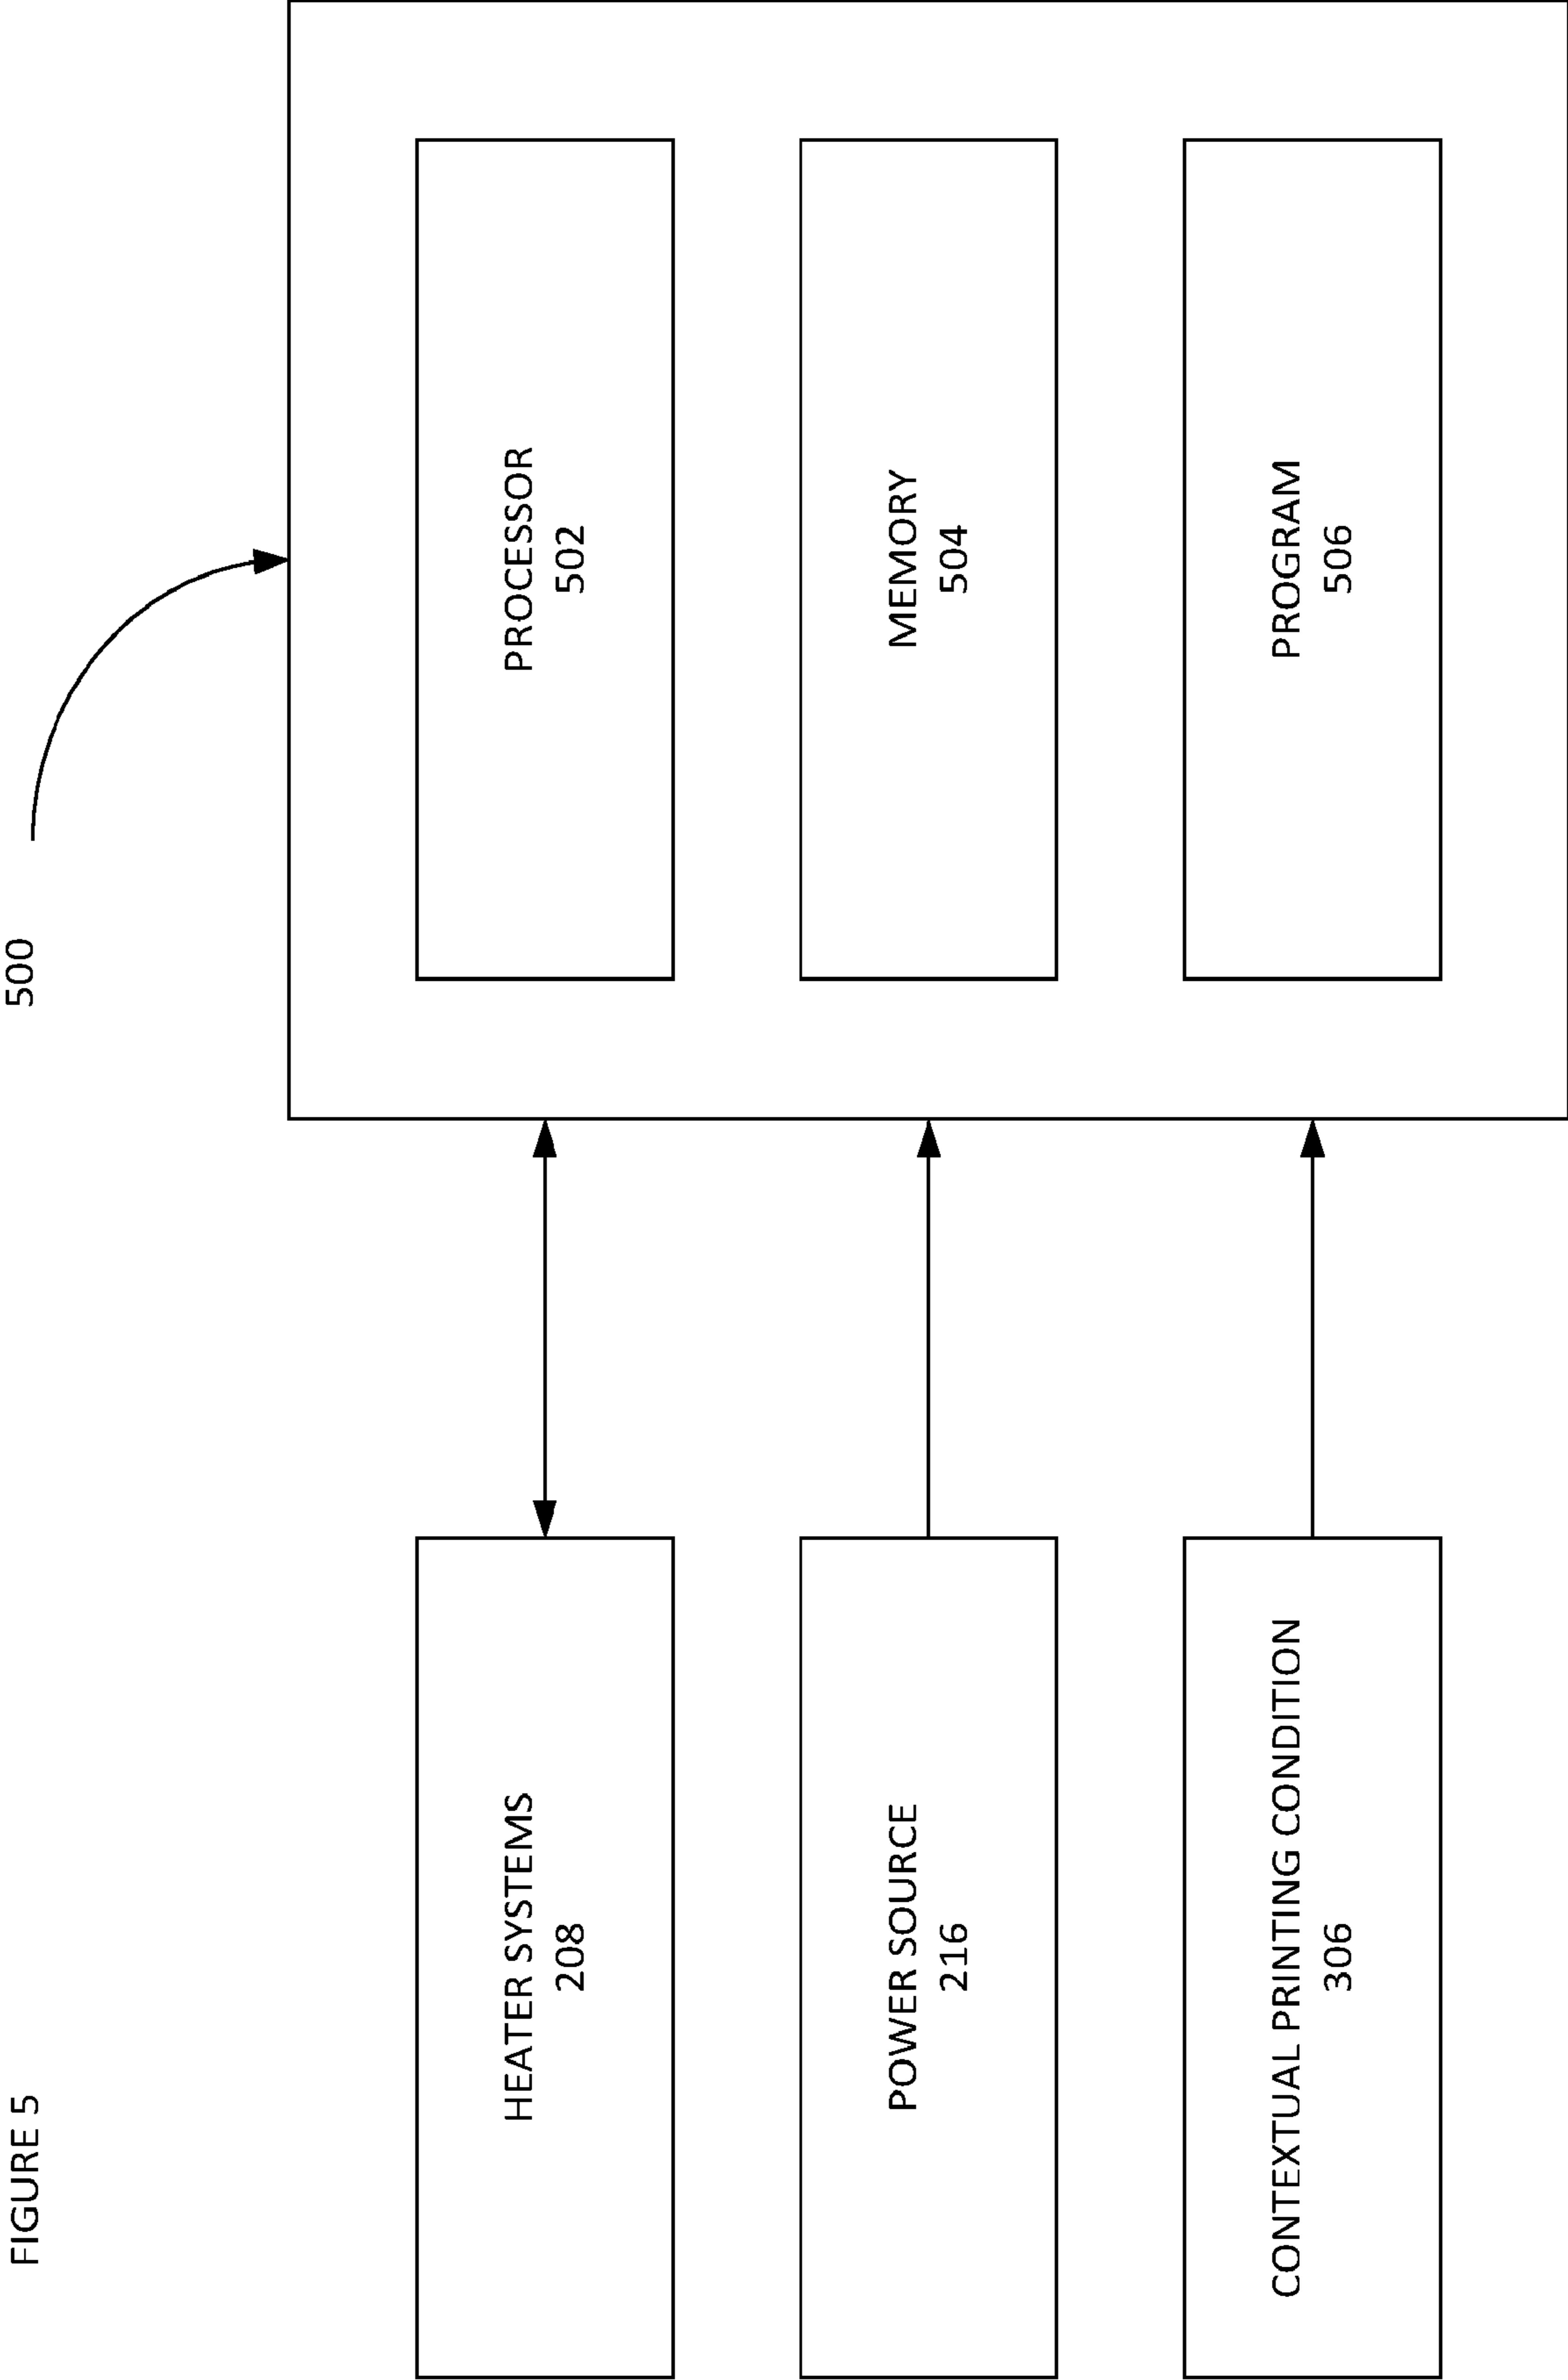 FIGURE 5
500
HEATER SYSTEMS
208
PROCESSOR
502
POWER SOURCE
216
MEMORY
504
CONTEXTUAL PRINTING CONDITION
306
PROGRAM
506